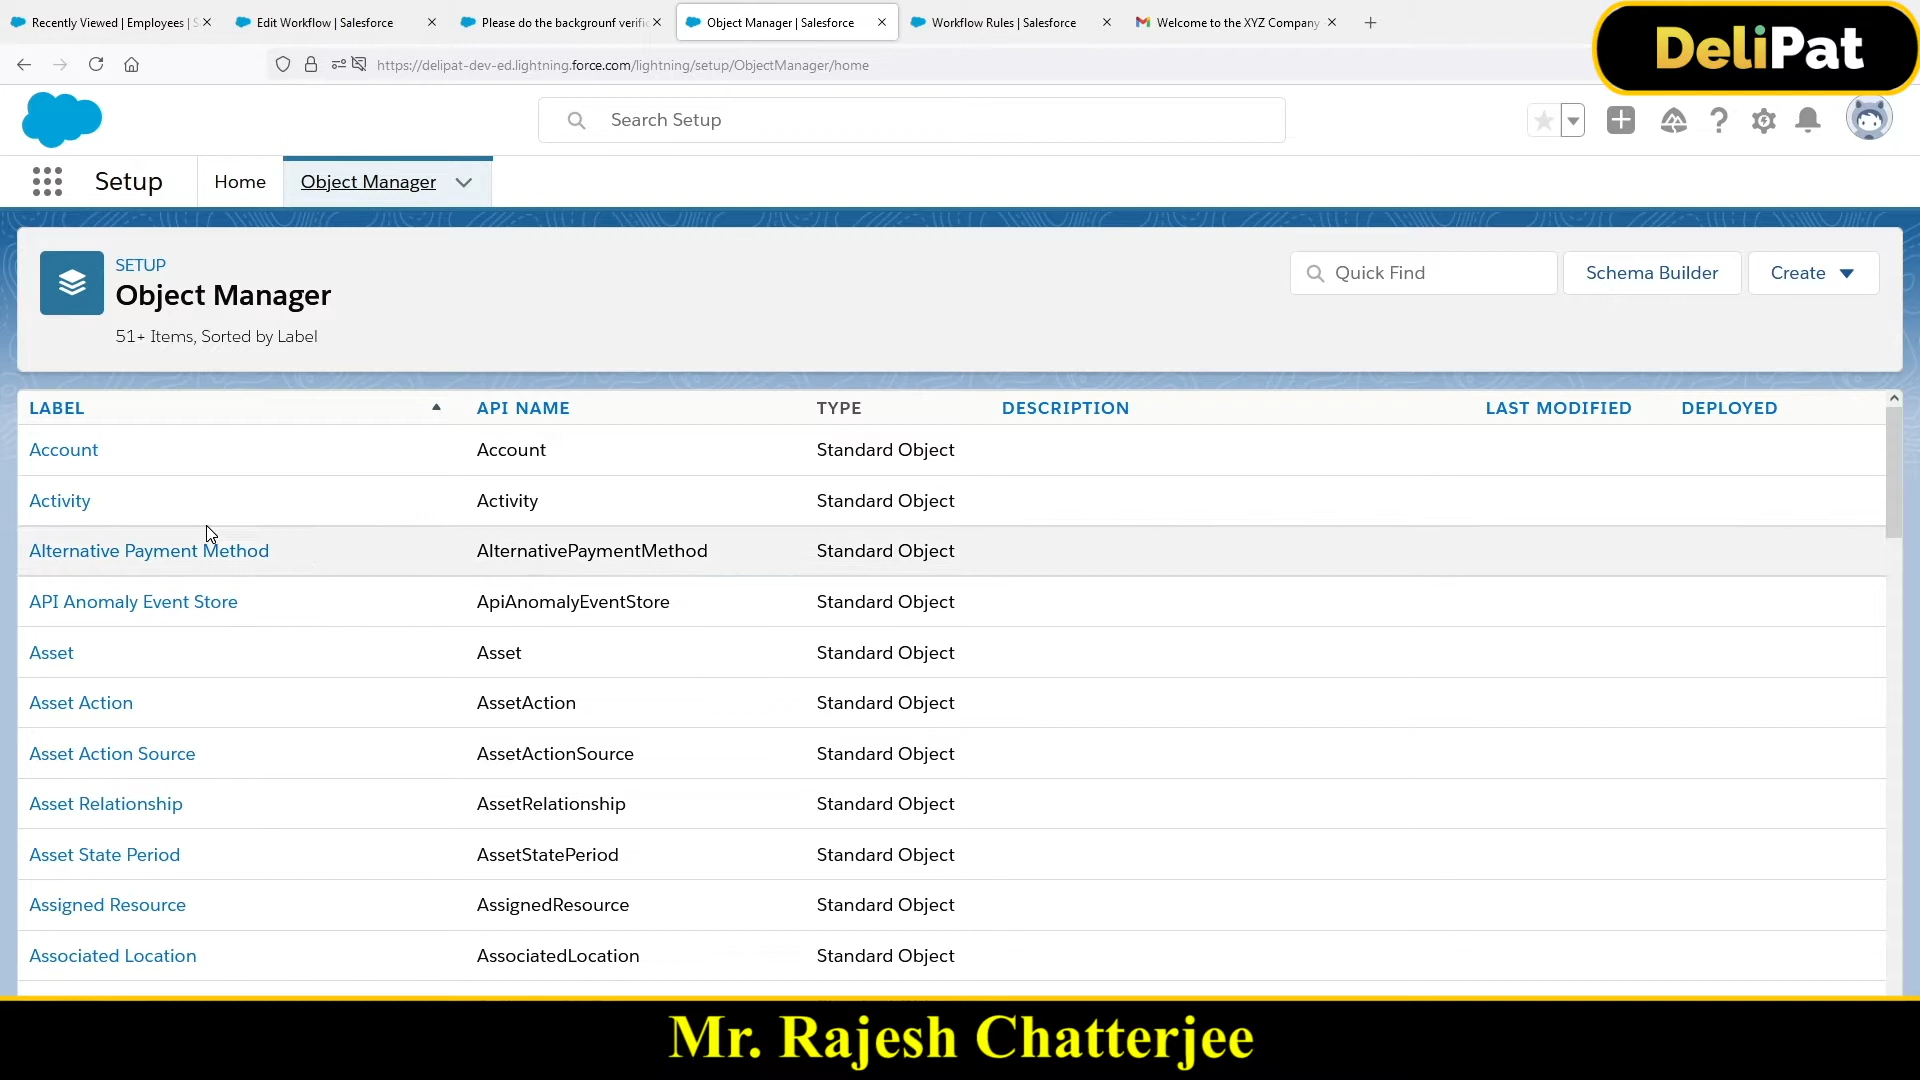 Recently Viewed | Employees | S
Edit Workflow | Salesforce
Please do the backgrounf verific
Object Manager | Salesforce
Workflow Rules | Salesforce
Welcome to the XYZ Company
DeliPat
https://delipat-dev-ed.lightning.force.com/lightning/setup/ObjectManager/home
Search Setup
Setup
Home
Object Manager
SETUP
Object Manager
51+ Items, Sorted by Label
Quick Find
Schema Builder
Create
LABEL API NAME TYPE DESCRIPTION LAST MODIFIED DEPLOYED
Account Account Standard Object
Activity Activity Standard Object
Alternative Payment Method AlternativePaymentMethod Standard Object
API Anomaly Event Store ApiAnomalyEventStore Standard Object
Asset Asset Standard Object
Asset Action AssetAction Standard Object
Asset Action Source AssetActionSource Standard Object
Asset Relationship AssetRelationship Standard Object
Asset State Period AssetStatePeriod Standard Object
Assigned Resource AssignedResource Standard Object
Associated Location AssociatedLocation Standard Object
Mr. Rajesh Chatterjee